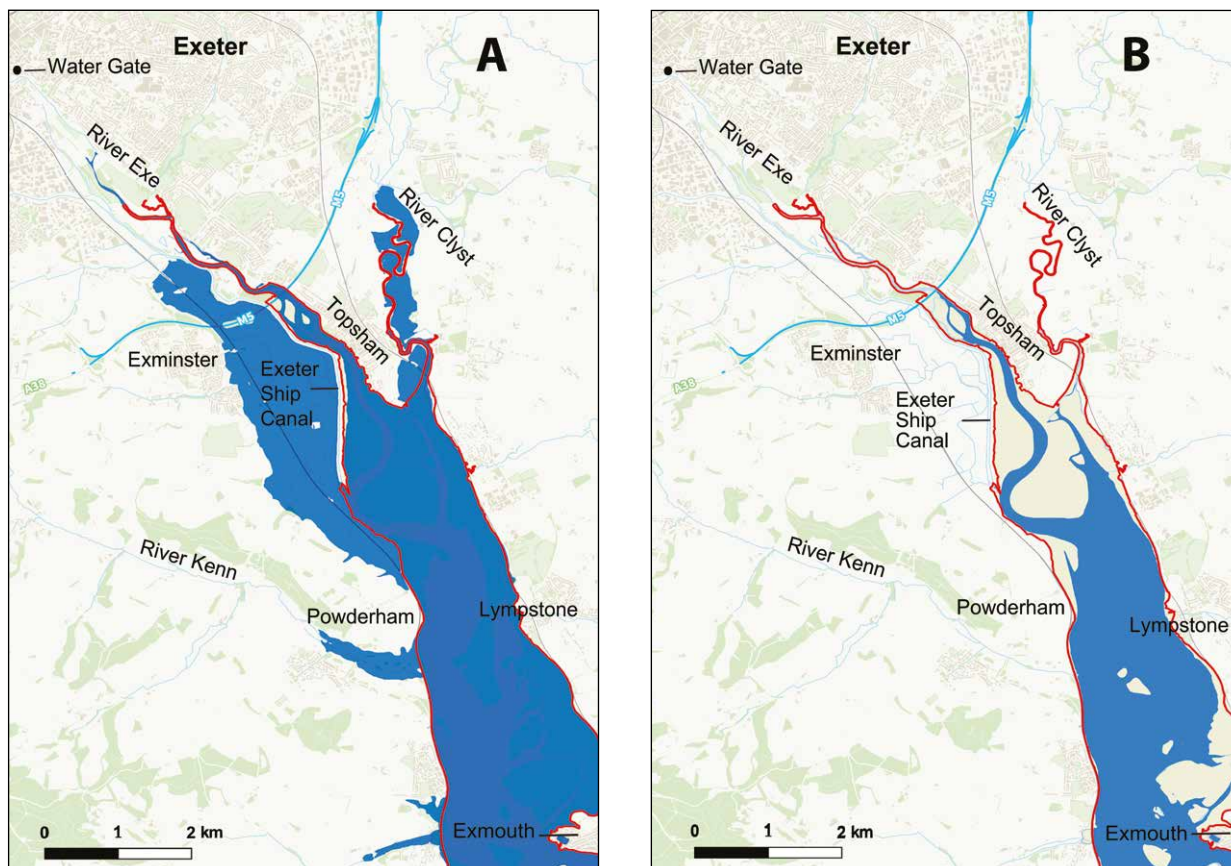 Exeter
A
Water Gate
River Exe
M5
River Clyst
Topsham
M5
Exminster
A38
Exeter
Ship
Canal
River Kenn
Powderham
Lympstone
0 1 2 km
Exmouth
Exeter
B
Water Gate
River Exe
M5
River Clyst
Topsham
M5
Exminster
A38
Exeter
Ship
Canal
River Kenn
Powderham
Lympstone
0 1 2 km
Exmouth